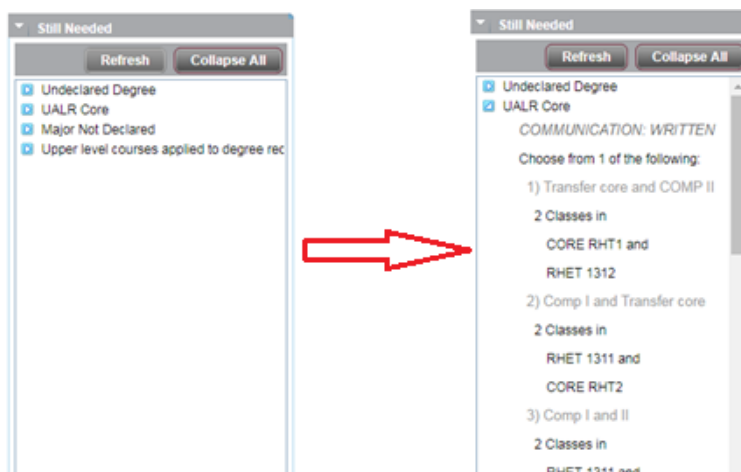 Still Needed
Refresh
Collapse All
Undeclared Degree
UALR Core
Major Not Declared
Upper level courses applied to degree rec
Still Needed
Refresh
Collapse All
Undeclared Degree
UALR Core
COMMUNICATION: WRITTEN
Choose from 1 of the following:
1) Transfer core and COMP II
2 Classes in
CORE RHT1 and
RHET 1312
2) Comp I and Transfer core
2 Classes in
RHET 1311 and
CORE RHT2
3) Comp I and II
2 Classes in
RHET 1311 and